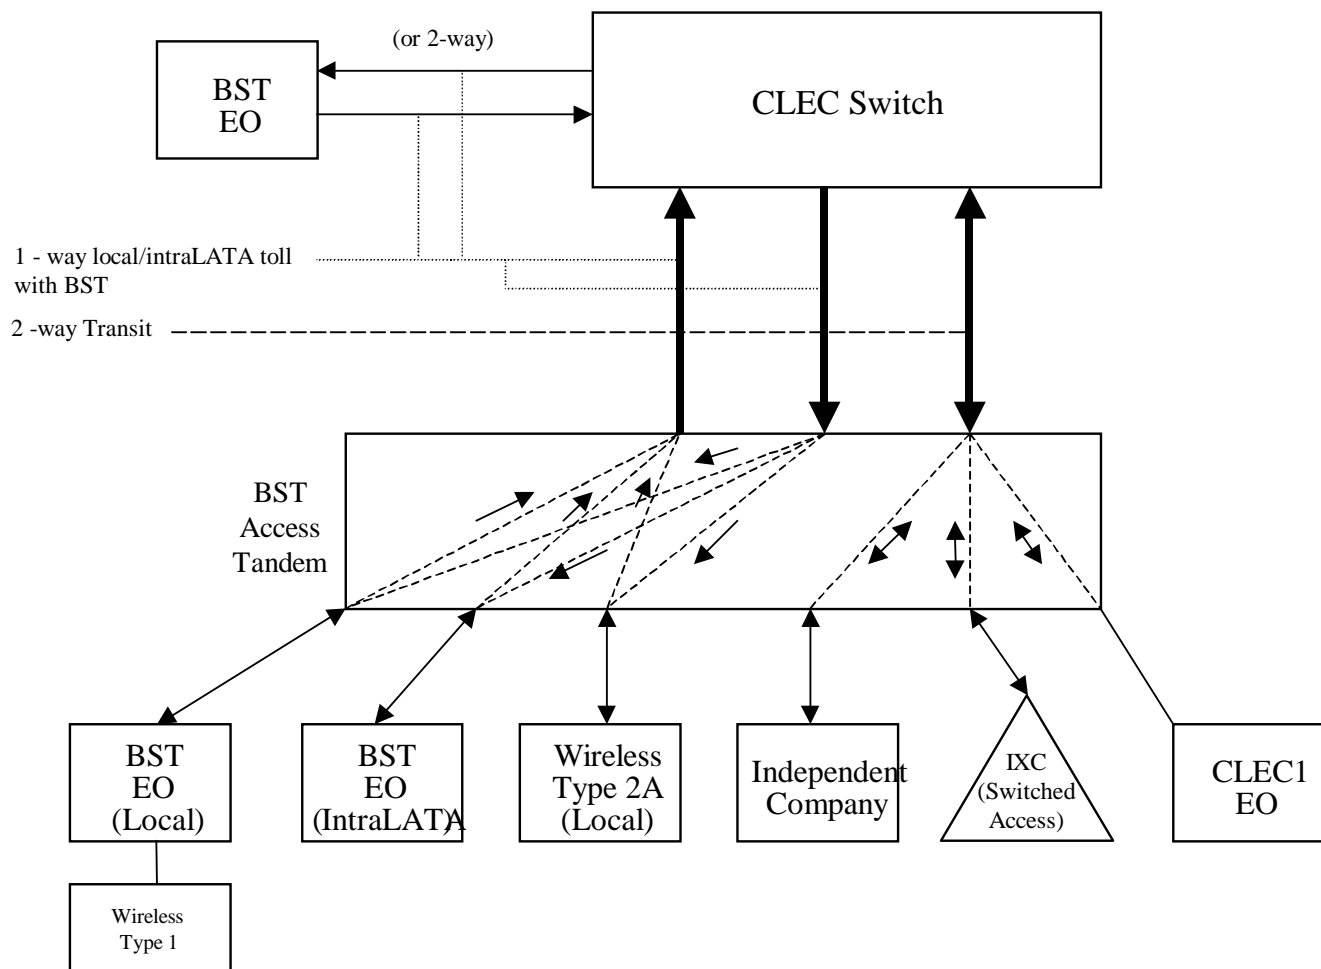 (or 2-way)
BST
EO
CLEC Switch
1 - way local/intraLATA toll
with BST
2 -way Transit
BST
Access
Tandem
BST
EO
(Local)
BST
EO
(IntraLATA)
Wireless
Type 2A
(Local)
Independent
Company
IXC
(Switched
Access)
CLEC1
EO
Wireless
Type 1